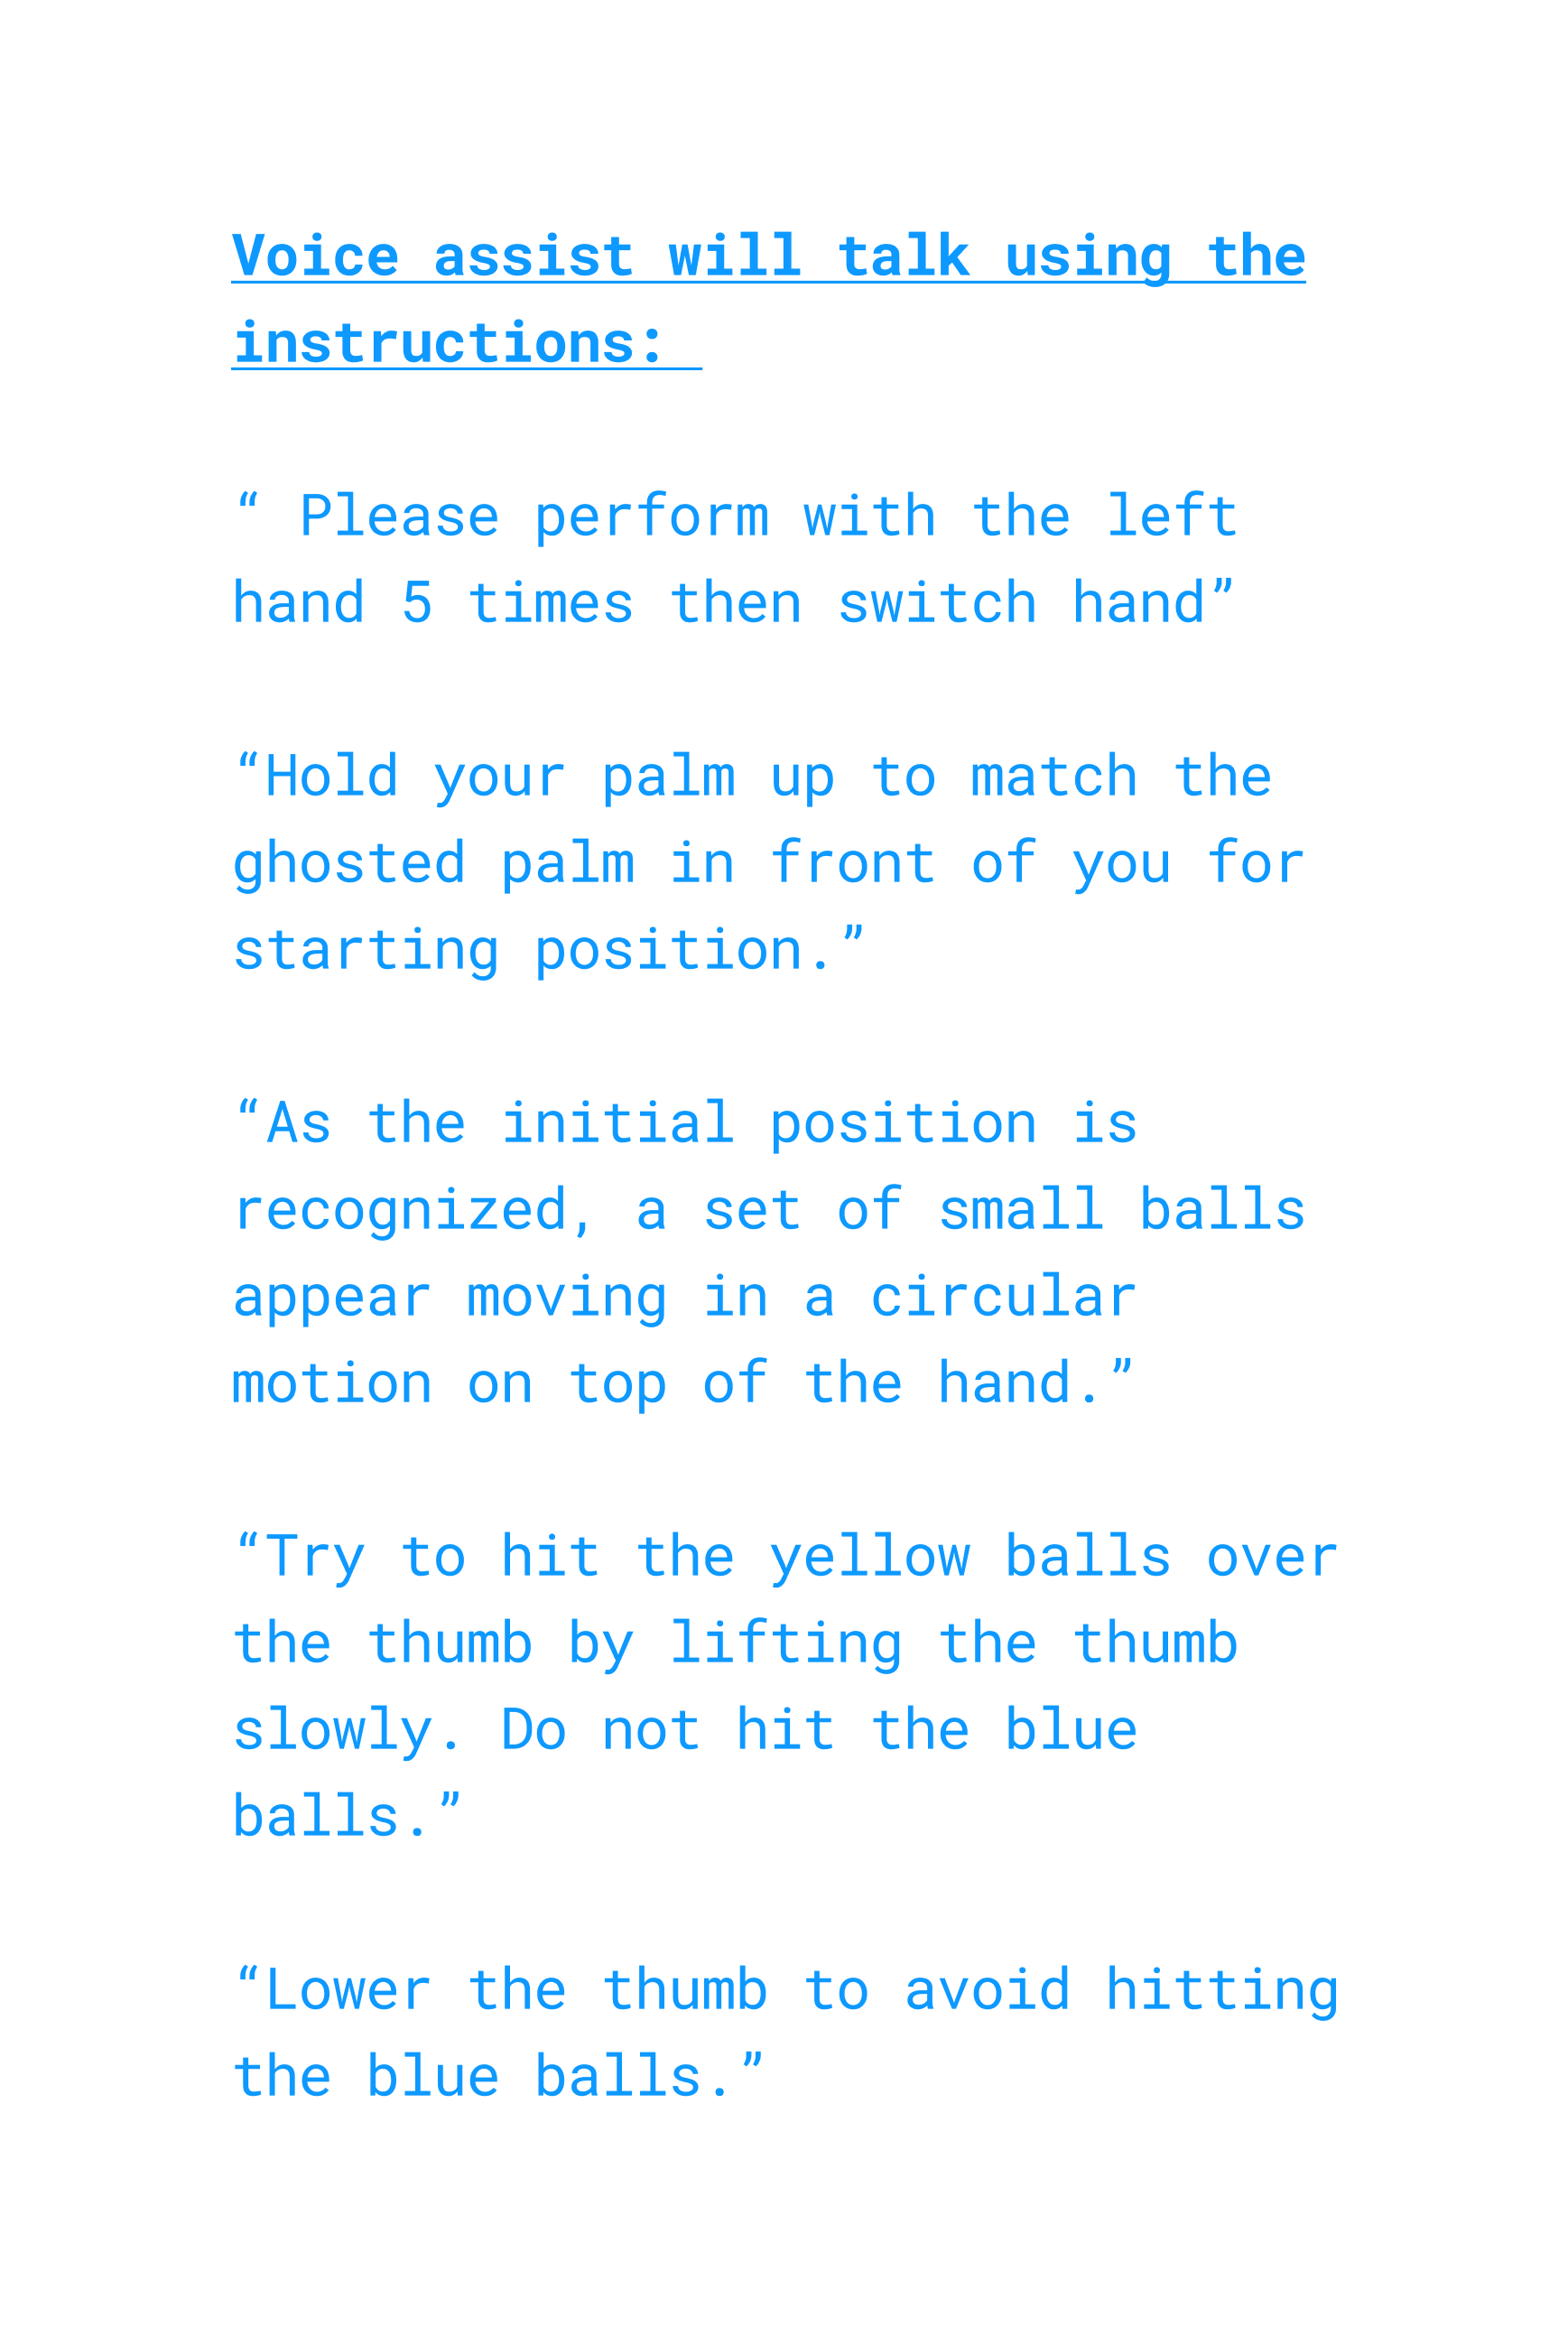 Voice assist will talk using the
instructions:
“ Please perform with the left
hand 5 times then switch hand”
“Hold your palm up to match the
ghosted palm in front of you for
starting position.”
“As the initial position is
recognized, a set of small balls
appear moving in a circular
motion on top of the hand.”
“Try to hit the yellow balls over
the thumb by lifting the thumb
slowly. Do not hit the blue
balls.”
“Lower the thumb to avoid hitting
the blue balls.”